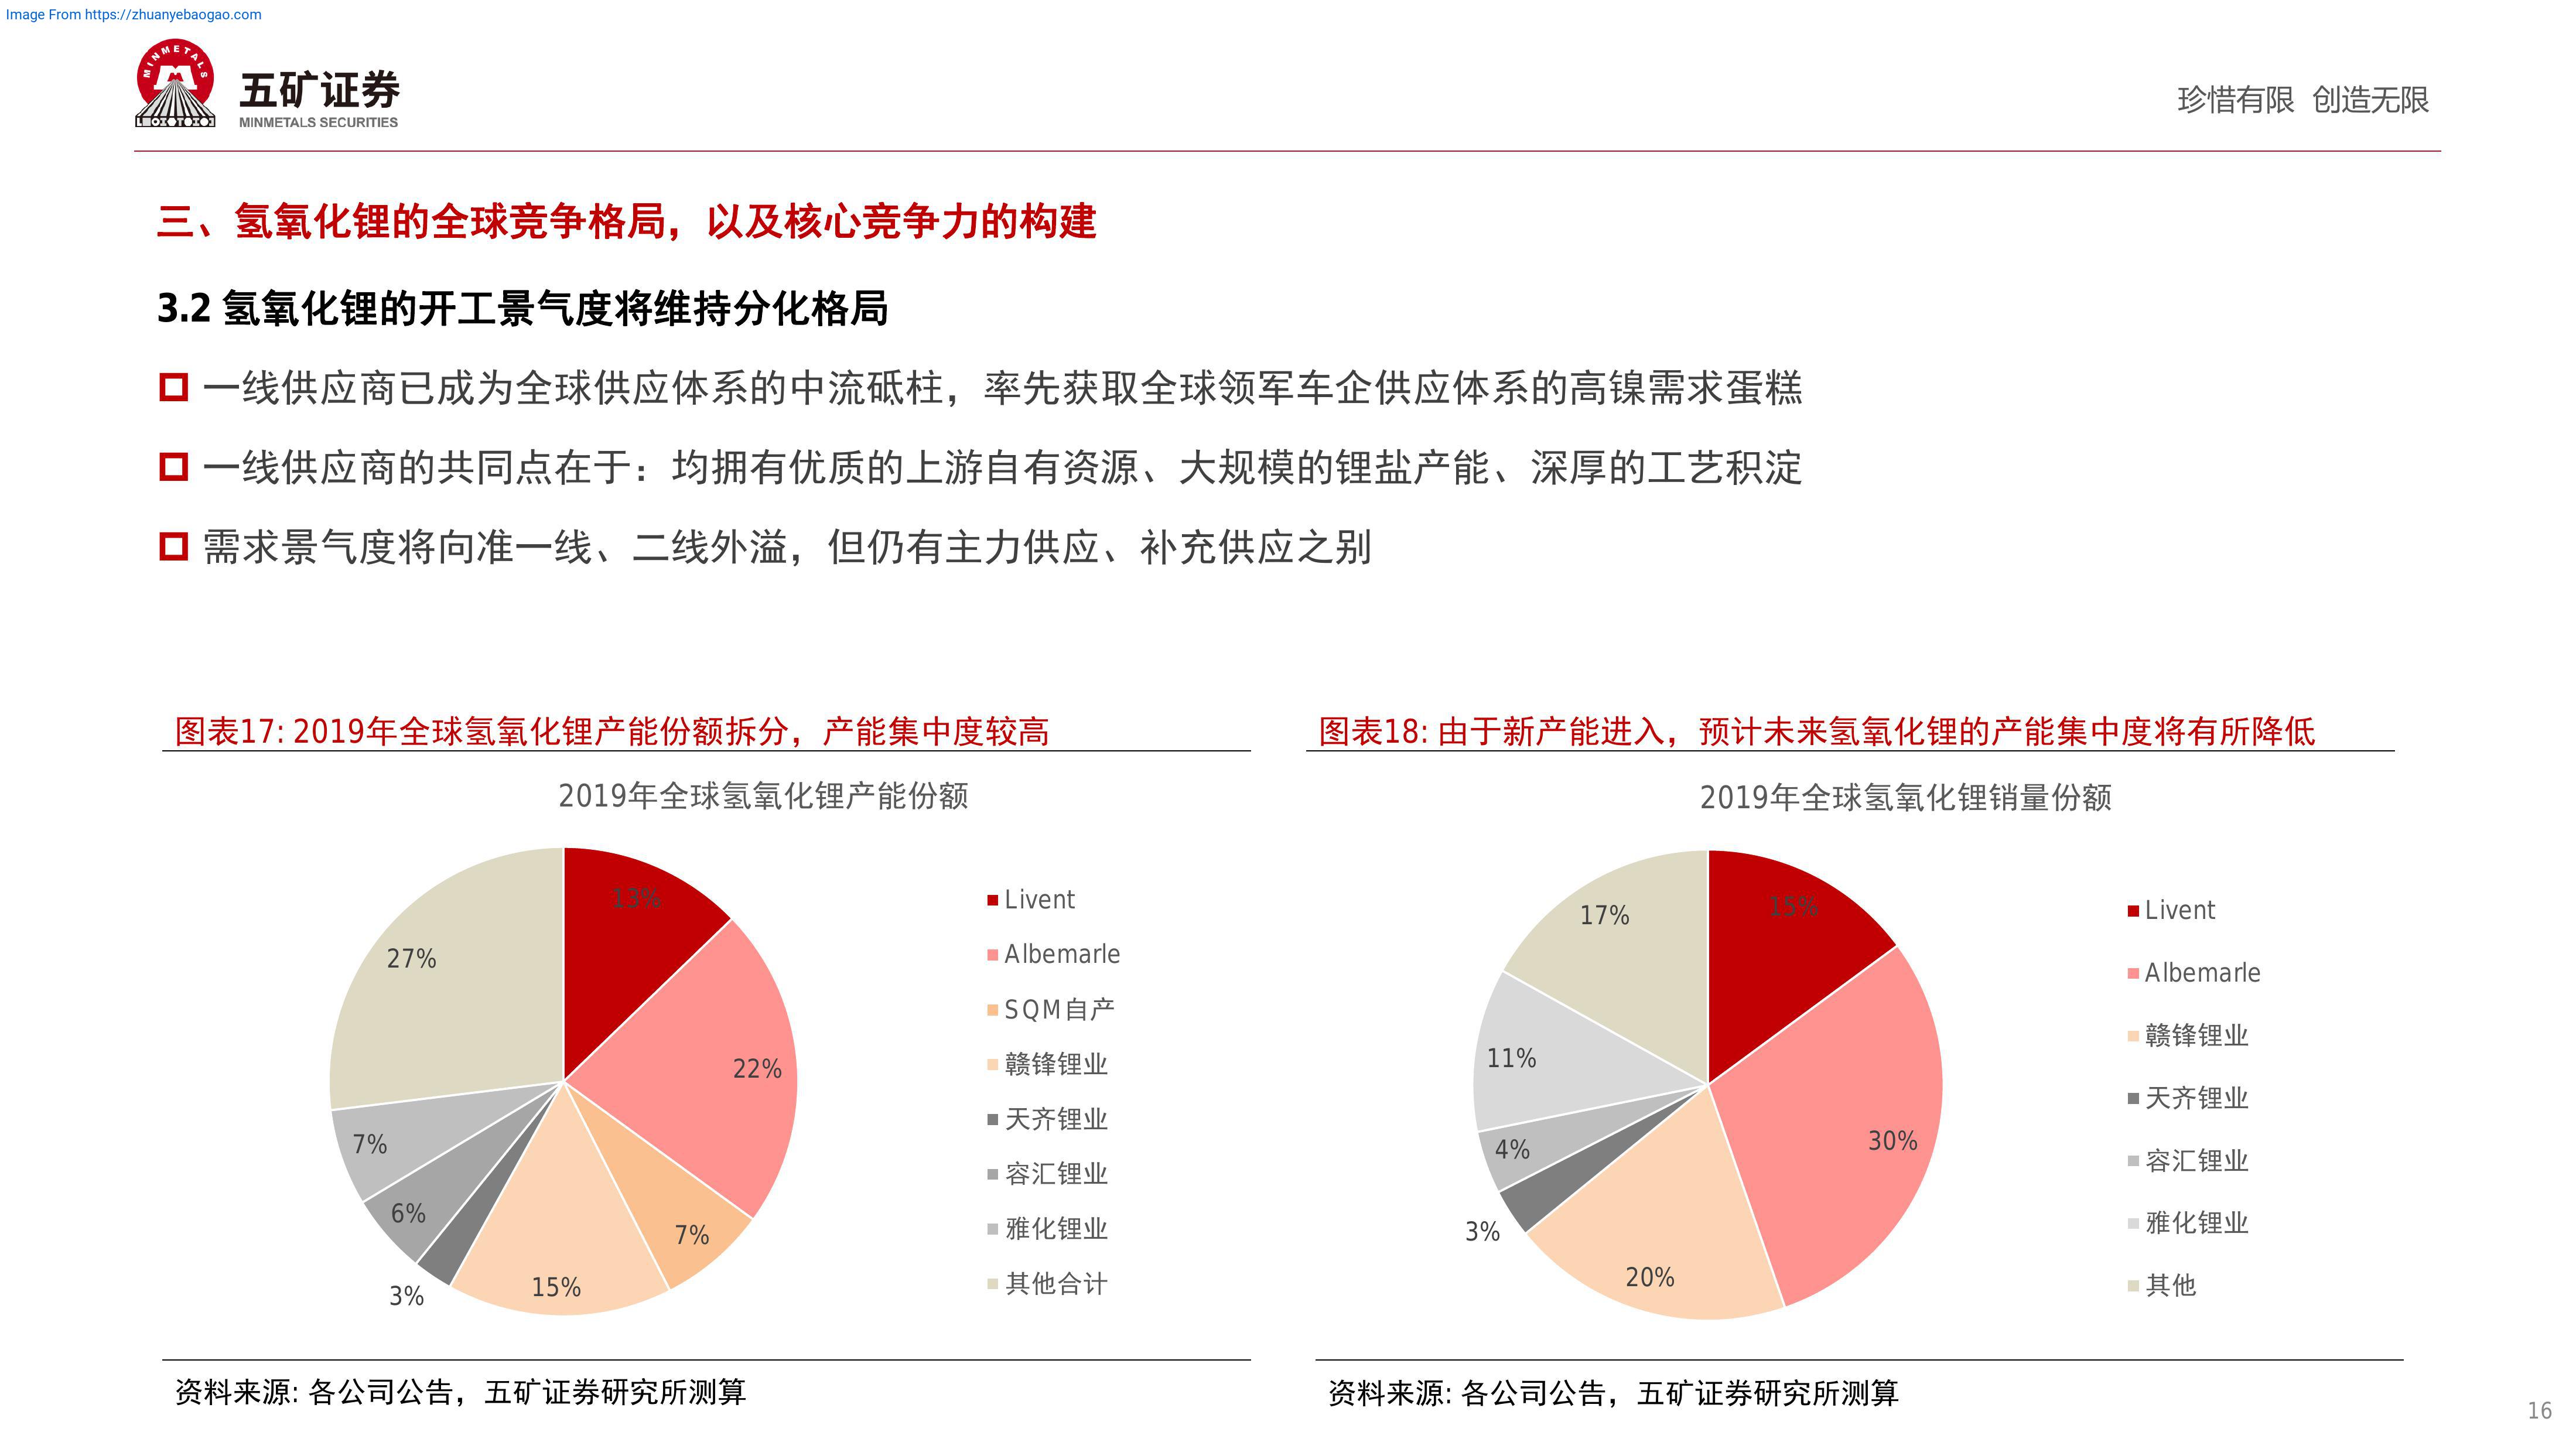 Image From https://zhuanyebaogao.com
MINMETALS
五矿证券
MINMETALS SECURITIES
珍惜有限 创造无限
三、氢氧化锂的全球竞争格局，以及核心竞争力的构建
3.2 氢氧化锂的开工景气度将维持分化格局
一线供应商已成为全球供应体系的中流砥柱，率先获取全球领军车企供应体系的高镍需求蛋糕
一线供应商的共同点在于：均拥有优质的上游自有资源、大规模的锂盐产能、深厚的工艺积淀
需求景气度将向准一线、二线外溢，但仍有主力供应、补充供应之别
图表17: 2019年全球氢氧化锂产能份额拆分，产能集中度较高
2019年全球氢氧化锂产能份额
13%
22%
7%
15%
3%
6%
7%
27%
Livent
Albemarle
SQM自产
赣锋锂业
天齐锂业
容汇锂业
雅化锂业
其他合计
资料来源: 各公司公告，五矿证券研究所测算
图表18: 由于新产能进入，预计未来氢氧化锂的产能集中度将有所降低
2019年全球氢氧化锂销量份额
15%
30%
20%
3%
4%
11%
17%
Livent
Albemarle
赣锋锂业
天齐锂业
容汇锂业
雅化锂业
其他
资料来源: 各公司公告，五矿证券研究所测算
16